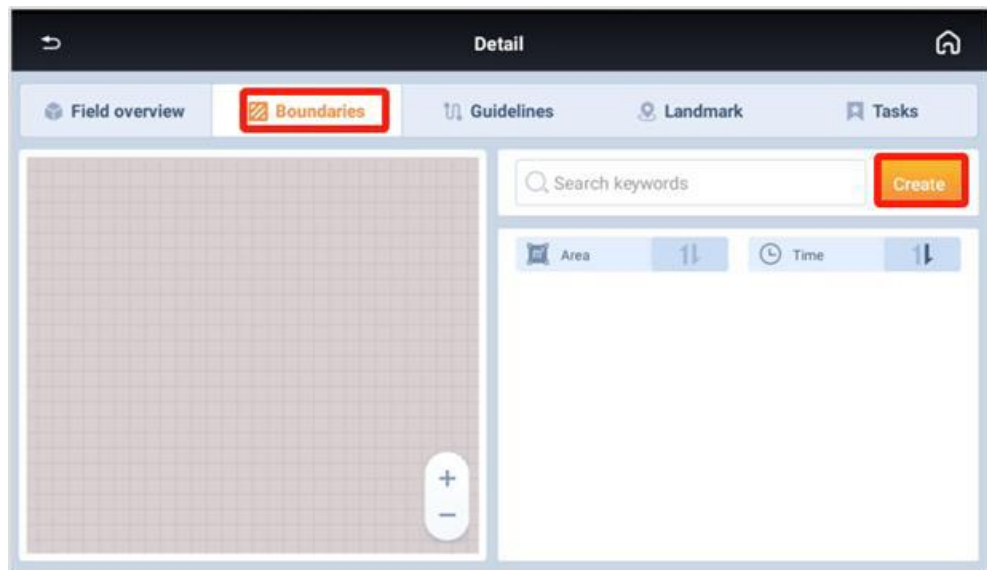 Detail
Field overview Boundaries Guidelines Landmark Tasks
Search keywords Create
Area Time